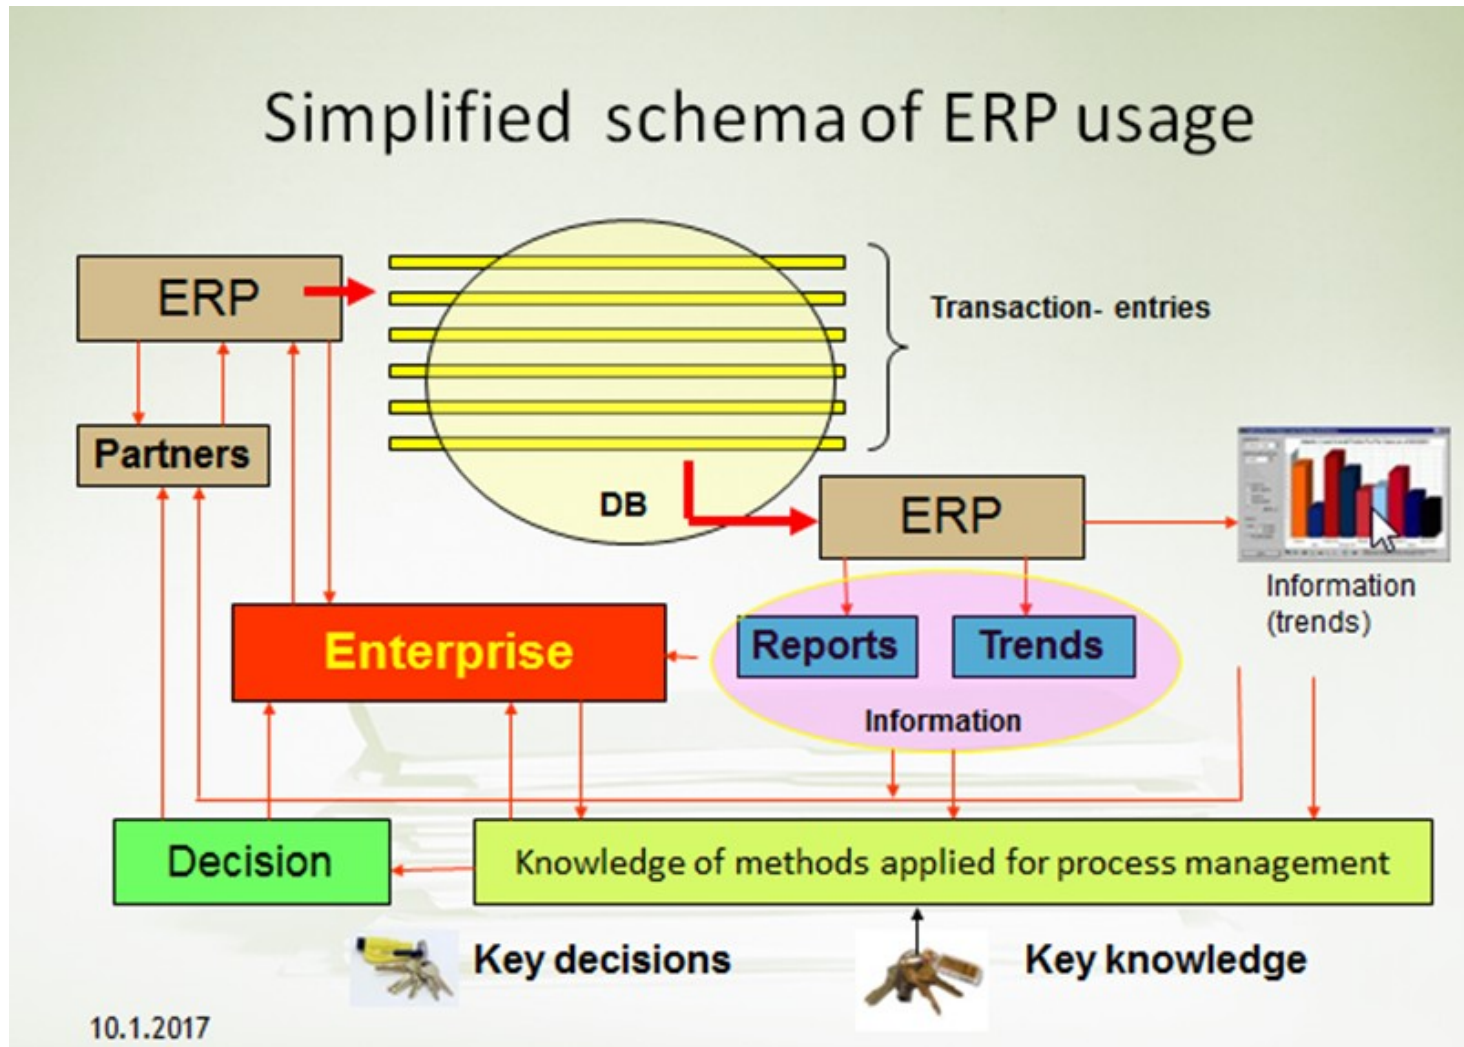 Simplified schema of ERP usage
ERP
Transaction- entries
Partners
DB
ERP
Information
(trends)
Enterprise
Reports
Trends
Information
Decision
Knowledge of methods applied for process management
Key decisions
Key knowledge
10.1.2017